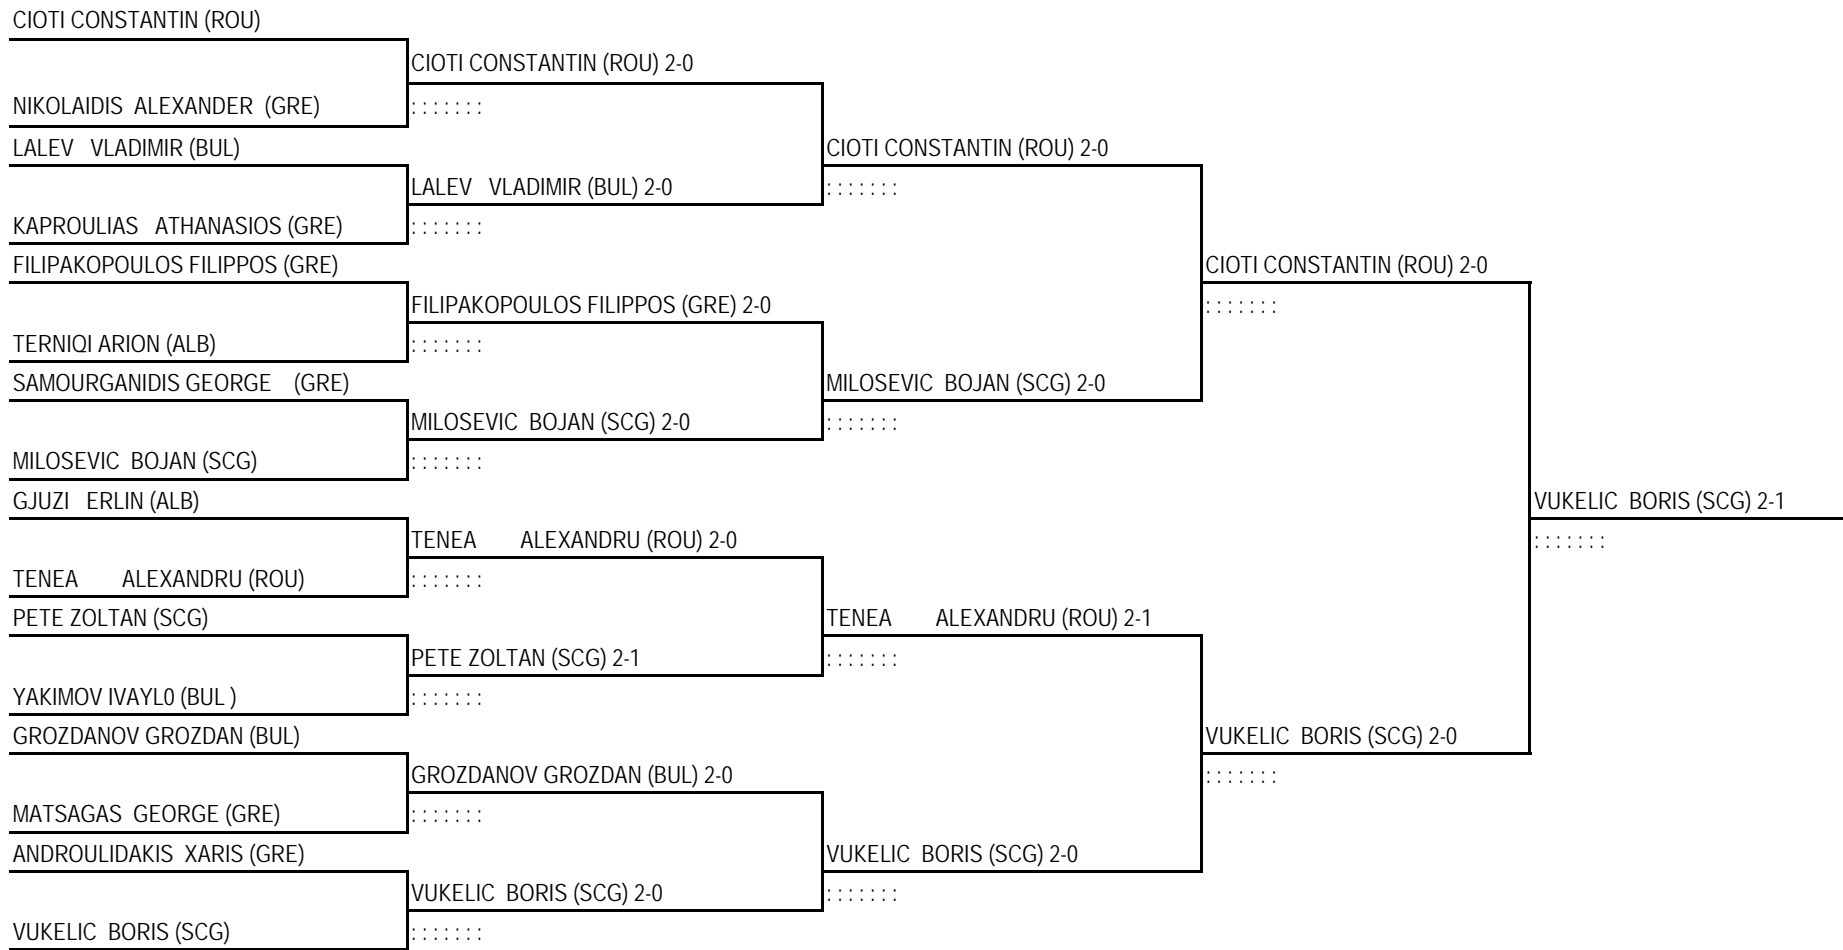 CIOTI CONSTANTIN (ROU)
CIOTI CONSTANTIN (ROU) 2-0
NIKOLAIDIS  ALEXANDER  (GRE)
: : : : : : :
LALEV   VLADIMIR (BUL)
CIOTI CONSTANTIN (ROU) 2-0
LALEV   VLADIMIR (BUL) 2-0
: : : : : : :
KAPROULIAS   ATHANASIOS (GRE)
: : : : : : :
FILIPAKOPOULOS FILIPPOS (GRE)
CIOTI CONSTANTIN (ROU) 2-0
FILIPAKOPOULOS FILIPPOS (GRE) 2-0
: : : : : : :
TERNIQI ARION (ALB)
: : : : : : :
SAMOURGANIDIS GEORGE    (GRE)
MILOSEVIC  BOJAN (SCG) 2-0
MILOSEVIC  BOJAN (SCG) 2-0
: : : : : : :
MILOSEVIC  BOJAN (SCG)
: : : : : : :
GJUZI   ERLIN (ALB)
VUKELIC  BORIS (SCG) 2-1
TENEA       ALEXANDRU (ROU) 2-0
: : : : : : :
TENEA       ALEXANDRU (ROU)
: : : : : : :
PETE ZOLTAN (SCG)
TENEA       ALEXANDRU (ROU) 2-1
PETE ZOLTAN (SCG) 2-1
: : : : : : :
YAKIMOV IVAYL0 (BUL )
: : : : : : :
GROZDANOV GROZDAN (BUL)
VUKELIC  BORIS (SCG) 2-0
GROZDANOV GROZDAN (BUL) 2-0
: : : : : : :
MATSAGAS  GEORGE (GRE)
: : : : : : :
ANDROULIDAKIS  XARIS (GRE)
VUKELIC  BORIS (SCG) 2-0
VUKELIC  BORIS (SCG) 2-0
: : : : : : :
VUKELIC  BORIS (SCG)
: : : : : : :